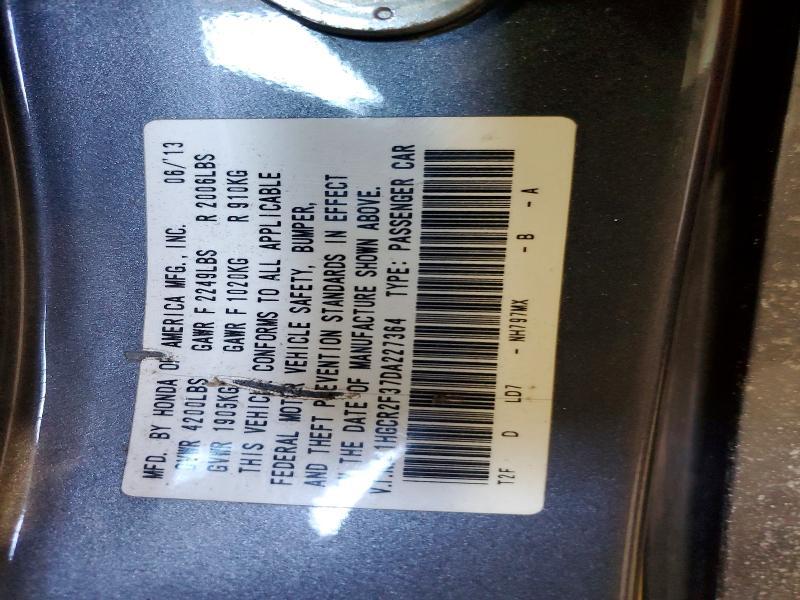 MFD. BY HONDA OF AMERICA MFG., INC. 06/'13
GVWR 4200LBS GAWR F 2249LBS R 2006LBS
GVWR 1905KG GAWR F 1020KG R 910KG
THIS VEHICLE CONFORMS TO ALL APPLICABLE
FEDERAL MOTOR VEHICLE SAFETY, BUMPER,
AND THEFT PREVENTION STANDARDS IN EFFECT
ON THE DATE OF MANUFACTURE SHOWN ABOVE.
V.I.N. 1HGCR2F37DA227364 TYPE: PASSENGER CAR
T2F D LD7 - NH797MX - B - A